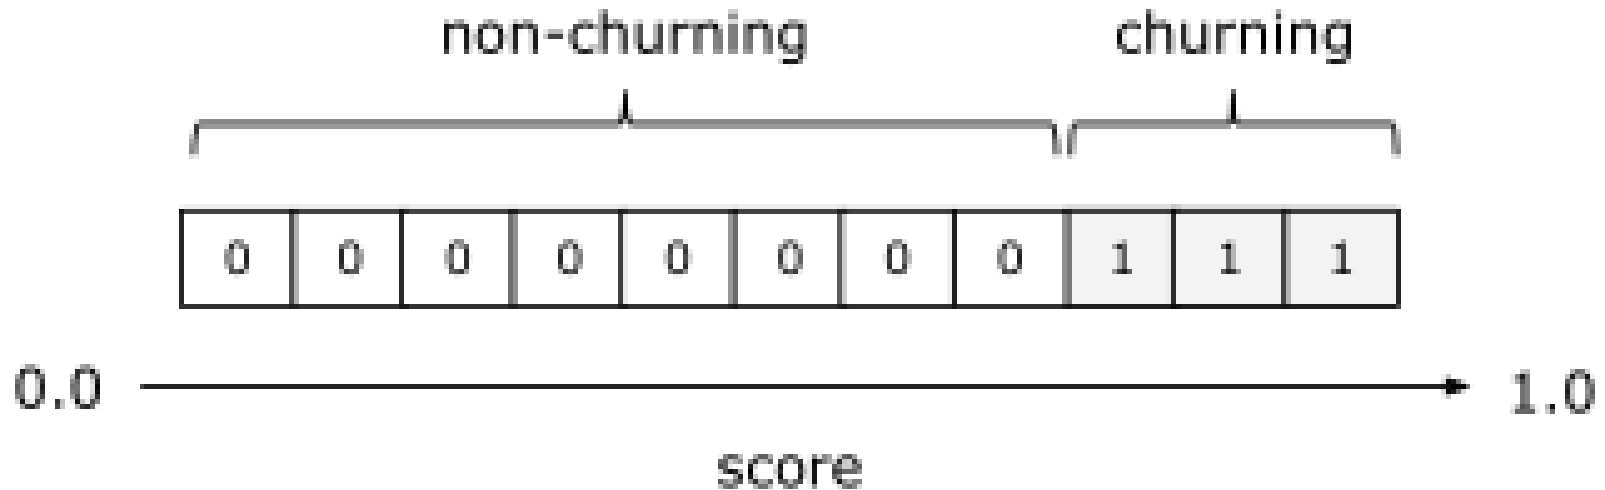 non-churning churning
0 0 0 0 0 0 0 0 1 1 1
0.0 1.0
score